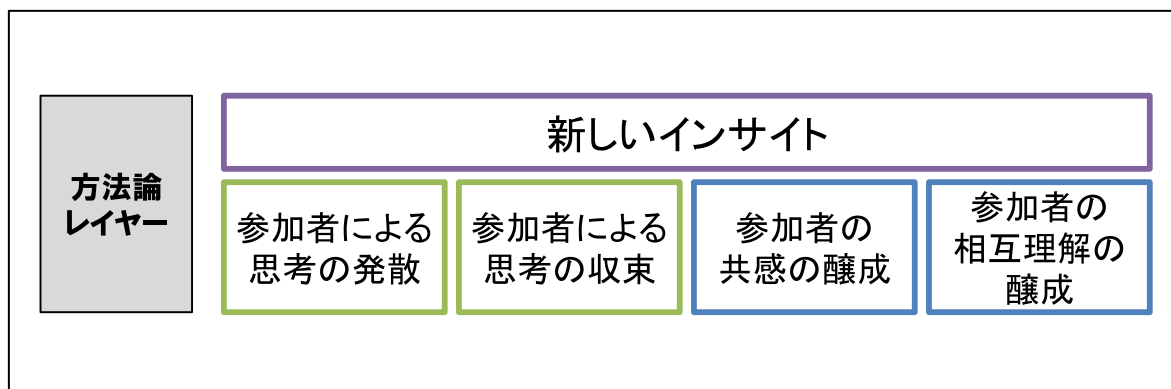 方法論
レイヤー
新しいインサイト
参加者による
思考の発散
参加者による
思考の収束
参加者の
共感の醸成
参加者の
相互理解の
醸成